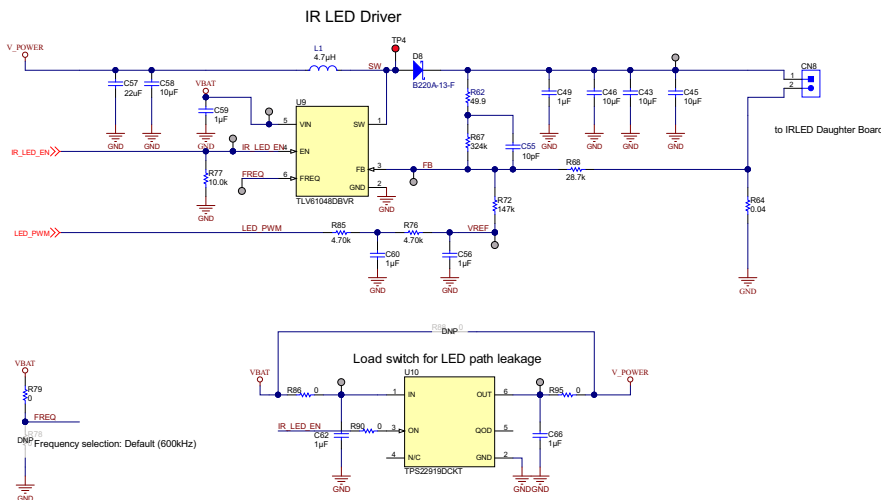 IR LED Driver
V_POWER
L1
4.7µH
SW
TP4
D8
B220A-13-F
CN8
1
2
C57
22uF
C58
10µF
VBAT
C59
1µF
U9
R62
49.9
C49
1µF
C46
10µF
C43
10µF
C45
10µF
GND
GND
GND
5
VIN
SW
1
R67
324k
C55
10pF
GND
GND
GND
GND
to IRLED Daughter Board
IR_LED_EN
IR_LED_EN
4
EN
R77
10.0k
FREQ
6
FREQ
FB
3
FB
R68
28.7k
GND
2
GND
TLV61048DBVR
R72
147k
R64
0.04
GND
LED_PWM
LED_PWM
R85
4.70k
R76
4.70k
VREF
C60
1µF
C56
1µF
GND
GND
GND
R88
0
DNP
Load switch for LED path leakage
VBAT
R86
0
U10
1
IN
OUT
6
R95
0
V_POWER
IR_LED_EN
R90
0
3
ON
QOD
5
C62
1µF
C66
1µF
4
N/C
GND
2
TPS22919DCKT
GND
GND
GND
VBAT
R79
0
FREQ
R78
DNP
Frequency selection: Default (600kHz)
GND